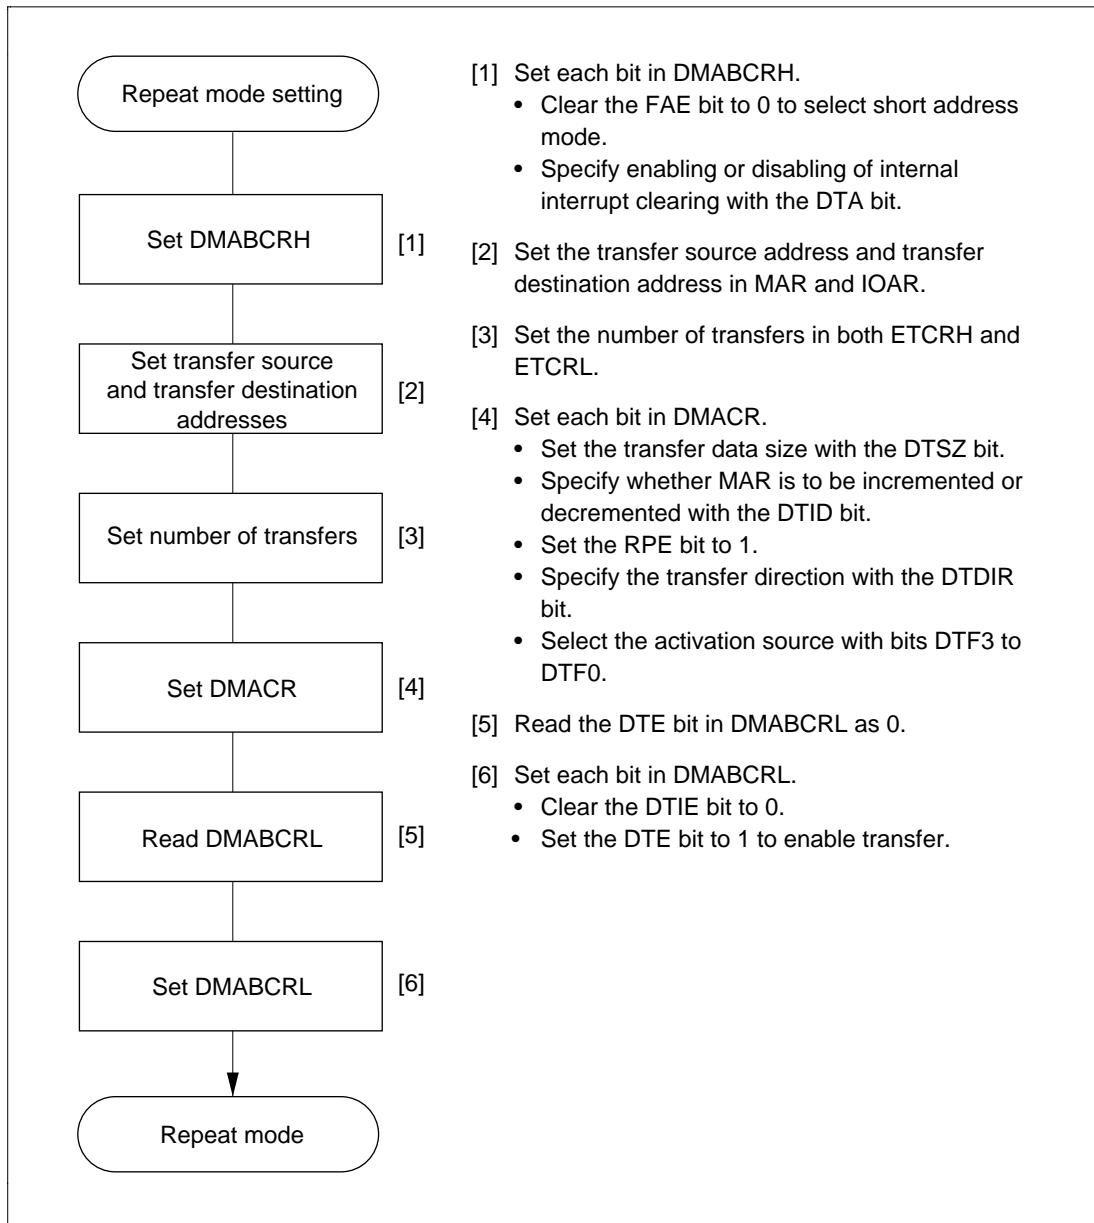 Repeat mode setting
Set DMABCRH
[1]
Set transfer source
and transfer destination
addresses
[2]
Set number of transfers
[3]
Set DMACR
[4]
Read DMABCRL
[5]
Set DMABCRL
[6]
Repeat mode
[1] Set each bit in DMABCRH.
• Clear the FAE bit to 0 to select short address
mode.
• Specify enabling or disabling of internal
interrupt clearing with the DTA bit.
[2] Set the transfer source address and transfer
destination address in MAR and IOAR.
[3] Set the number of transfers in both ETCRH and
ETCRL.
[4] Set each bit in DMACR.
• Set the transfer data size with the DTSZ bit.
• Specify whether MAR is to be incremented or
decremented with the DTID bit.
• Set the RPE bit to 1.
• Specify the transfer direction with the DTDIR
bit.
• Select the activation source with bits DTF3 to
DTF0.
[5] Read the DTE bit in DMABCRL as 0.
[6] Set each bit in DMABCRL.
• Clear the DTIE bit to 0.
• Set the DTE bit to 1 to enable transfer.